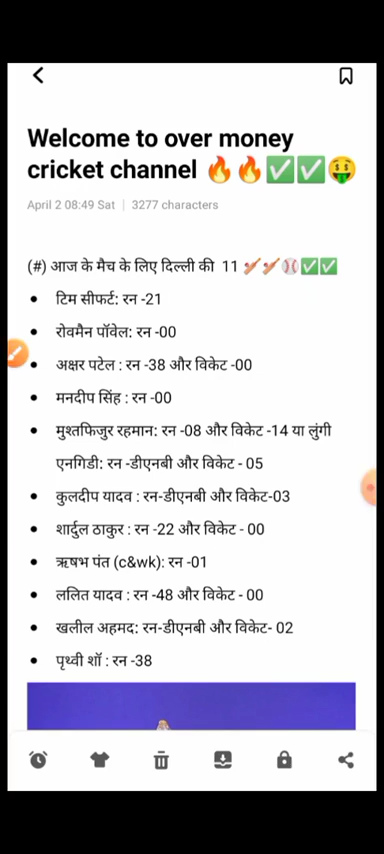 Welcome to over money
cricket channel 🔥🔥✅✅🤑
April 2 08:49 Sat | 3277 characters
(#) आज के मैच के लिए दिल्ली की 11 🏏🏏⚾✅✅
• टिम सीफर्ट: रन -21
• रोवमैन पॉवेल: रन -00
• अक्षर पटेल : रन -38 और विकेट -00
• मनदीप सिंह : रन -00
• मुश्तफिजुर रहमान: रन -08 और विकेट -14 या लुंगी
एनगिडी: रन -डीएनबी और विकेट - 05
• कुलदीप यादव : रन-डीएनबी और विकेट-03
• शार्दुल ठाकुर : रन -22 और विकेट - 00
• ऋषभ पंत (c&wk): रन -01
• ललित यादव : रन -48 और विकेट - 00
• खलील अहमद: रन-डीएनबी और विकेट- 02
• पृथ्वी शॉ : रन -38